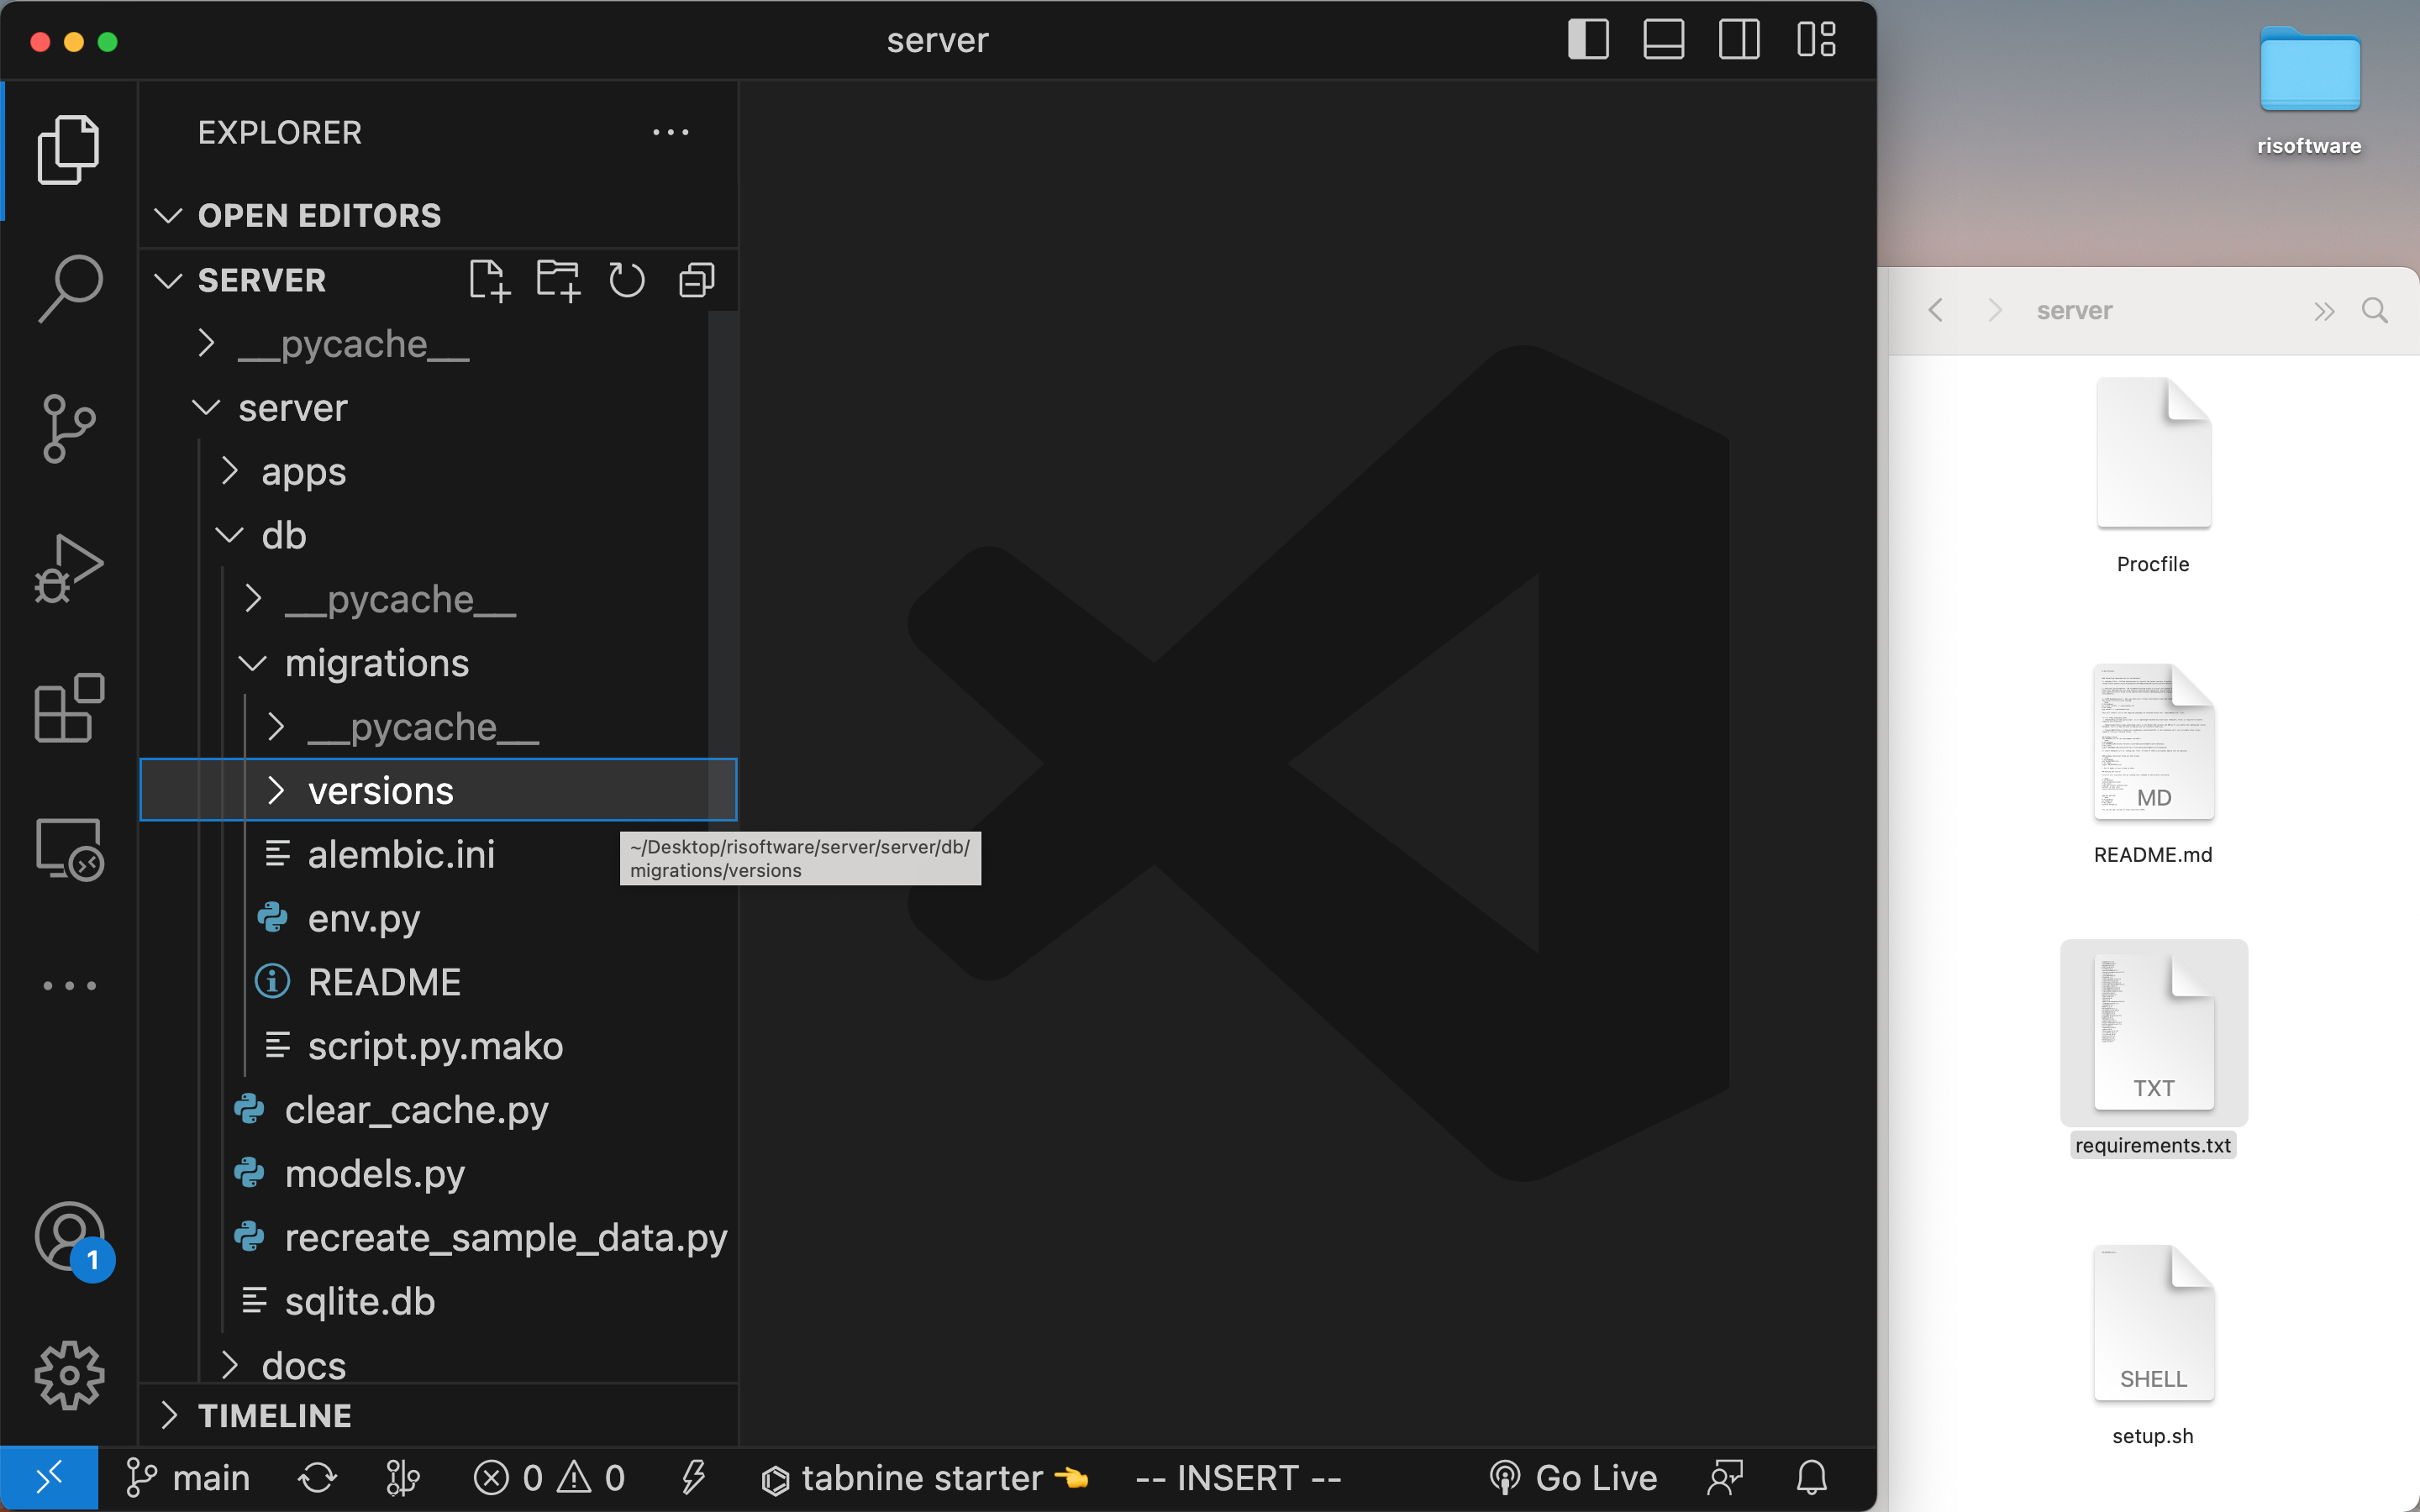 server
EXPLORER
OPEN EDITORS
SERVER
__pycache__
server
apps
db
__pycache__
migrations
__pycache__
versions
alembic.ini
env.py
README
script.py.mako
clear_cache.py
models.py
recreate_sample_data.py
sqlite.db
docs
TIMELINE
~/Desktop/risoftware/server/server/db/
migrations/versions
1
main
0 0
tabnine starter
-- INSERT --
Go Live
risoftware
server
Procfile
MD
README.md
TXT
requirements.txt
SHELL
setup.sh